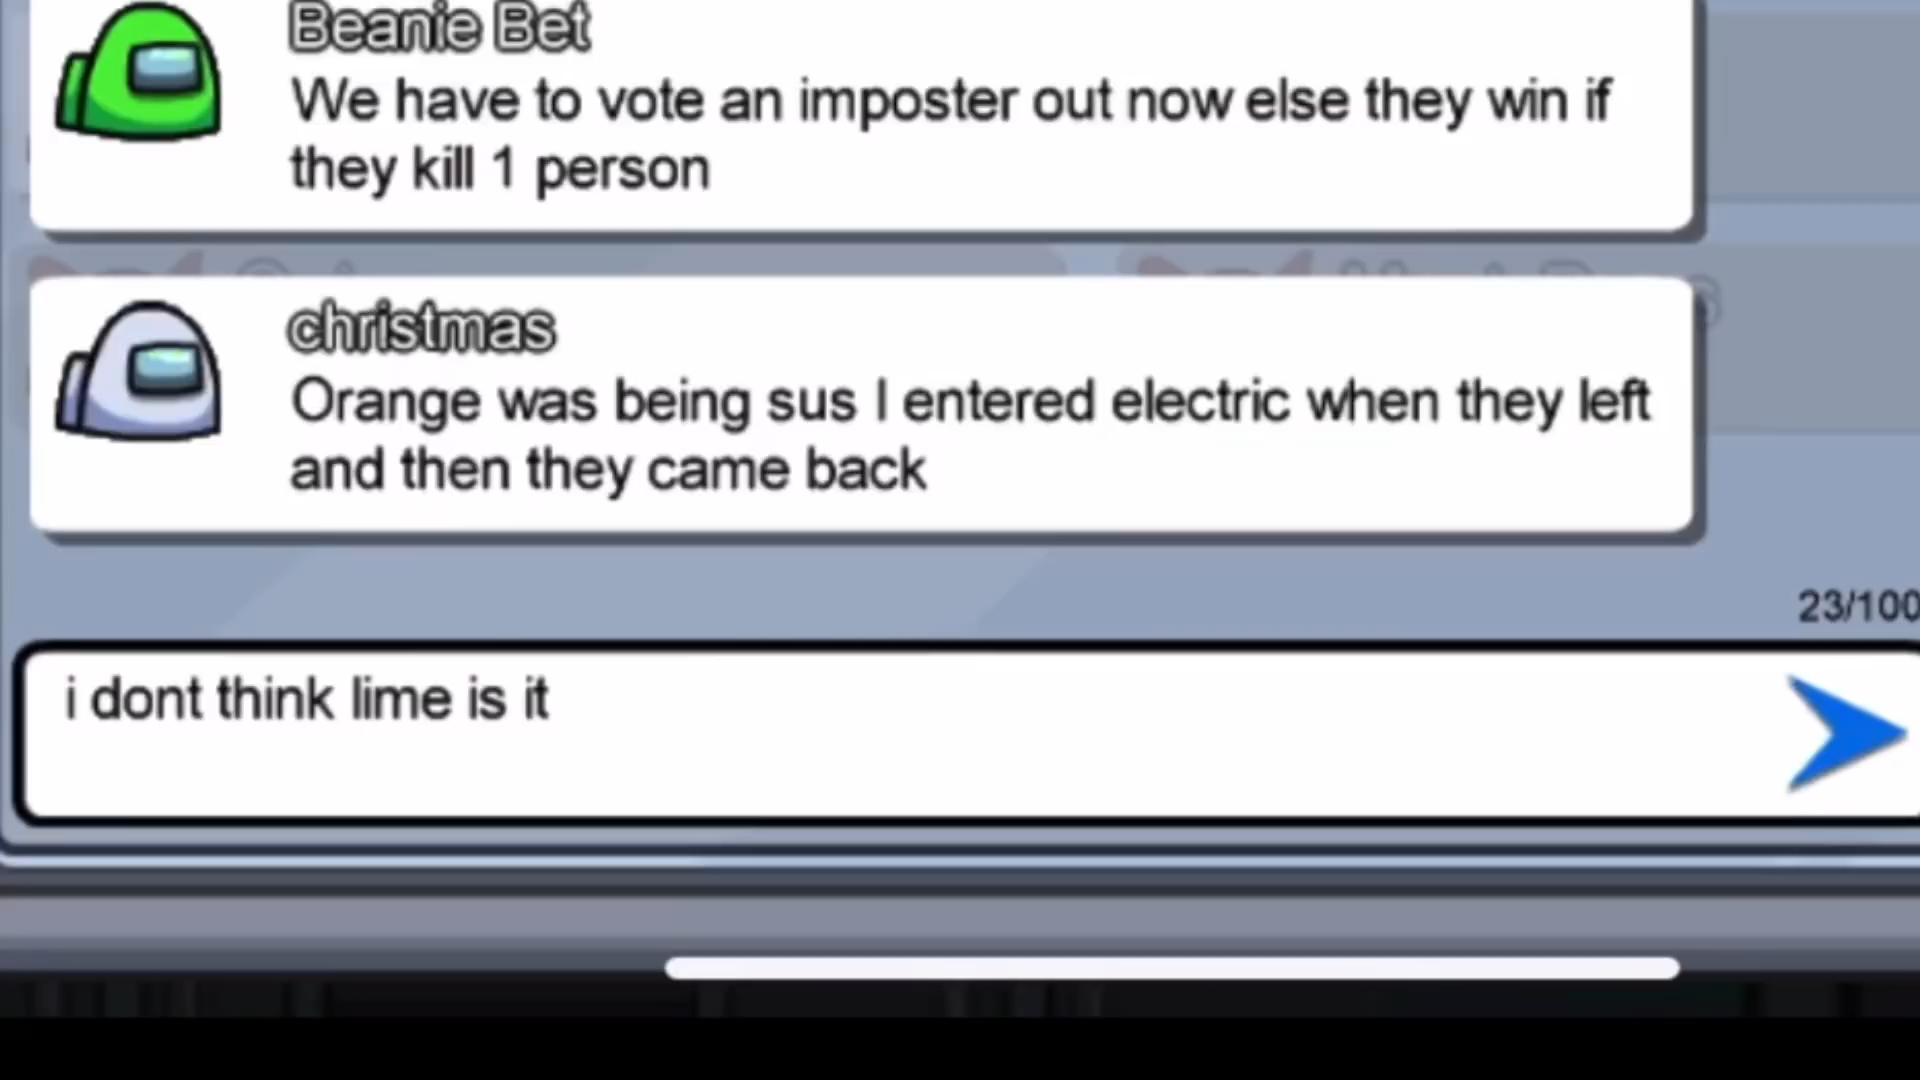 Beanie Bet
We have to vote an imposter out now else they win if
they kill 1 person
christmas
Orange was being sus I entered electric when they left
and then they came back
23/100
i dont think lime is it